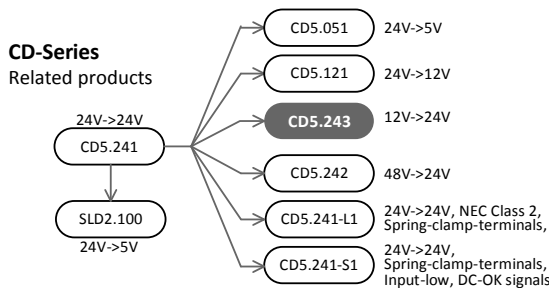 CD-Series
Related products
24V->24V
CD5.241
SLD2.100
24V->5V
CD5.051 24V->5V
CD5.121 24V->12V
CD5.243 12V->24V
CD5.242 48V->24V
CD5.241-L1 24V->24V, NEC Class 2,
Spring-clamp-terminals,
CD5.241-S1 24V->24V,
Spring-clamp-terminals,
Input-low, DC-OK signals